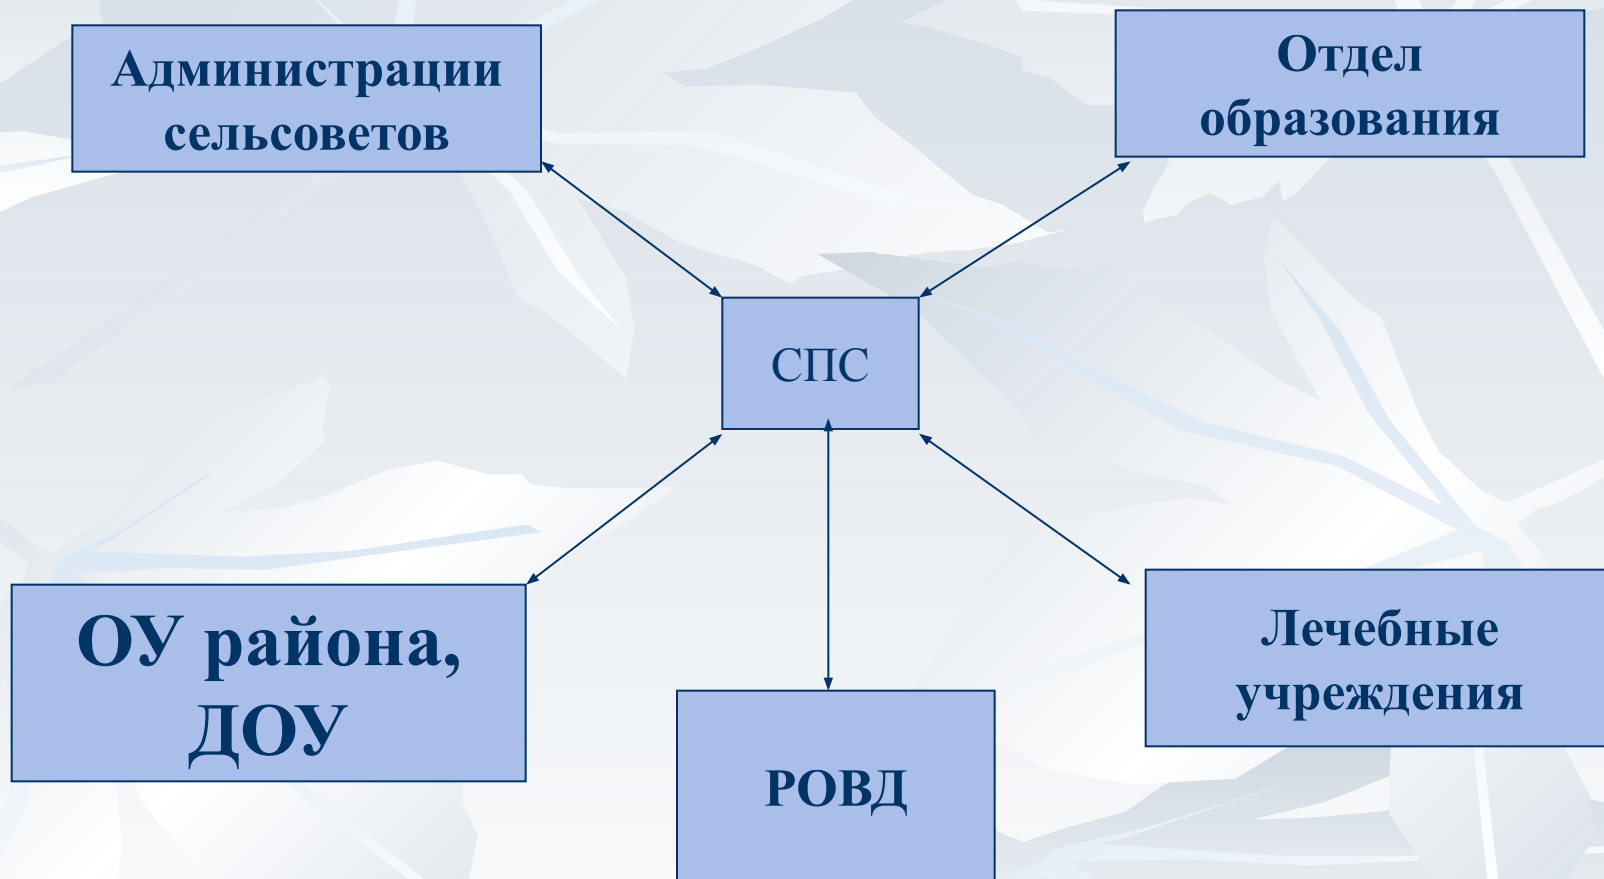 Администрации
сельсоветов
Отдел
образования
СПС
ОУ района,
ДОУ
РОВД
Лечебные
учреждения